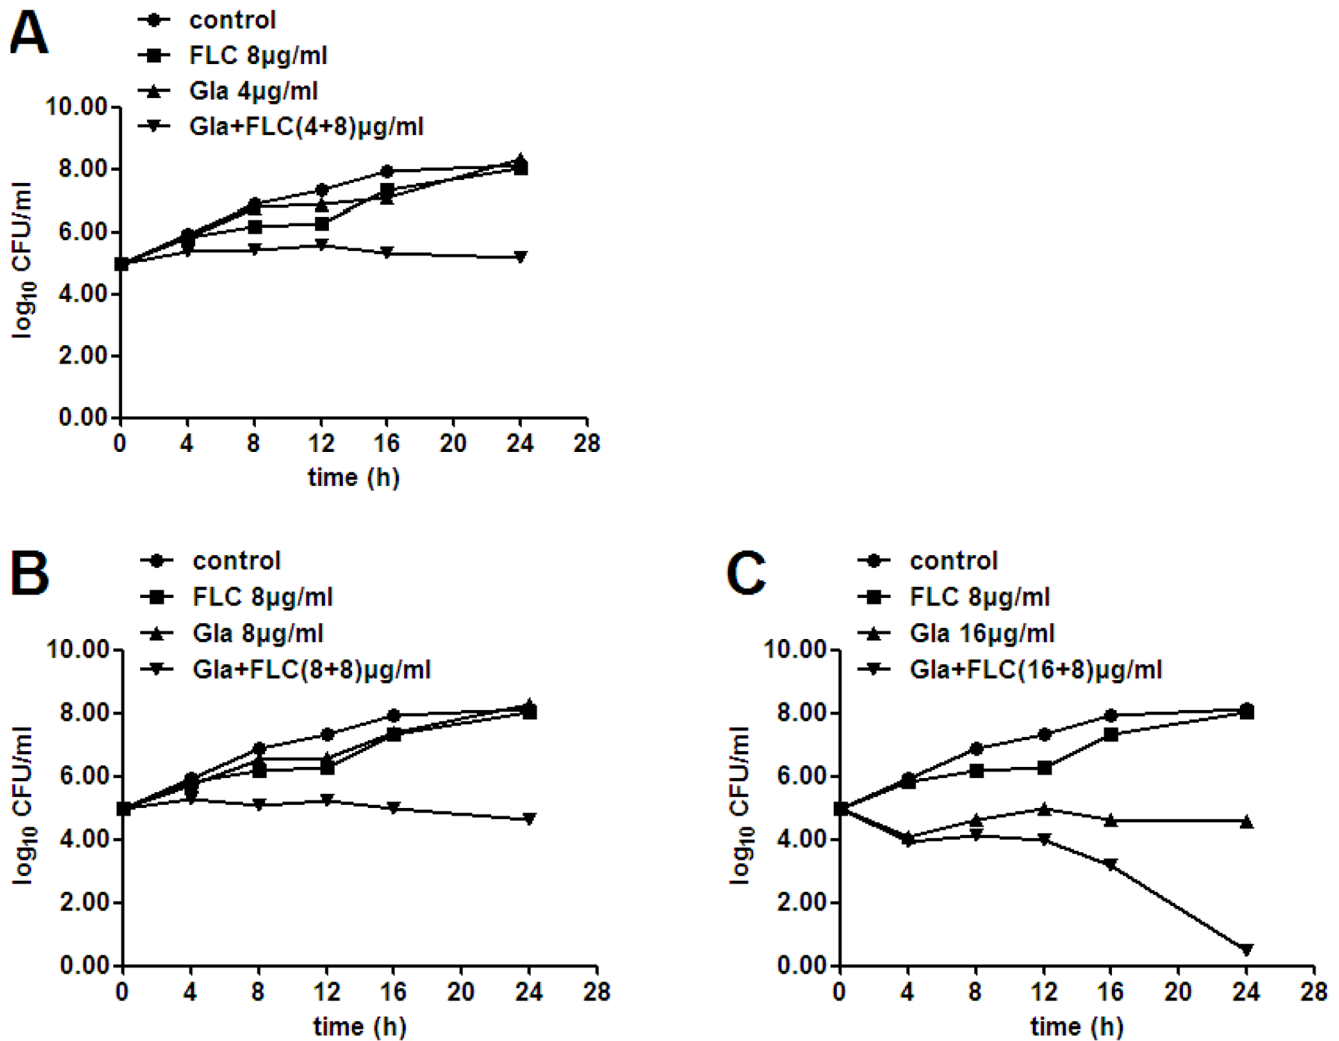 A
control
FLC 8µg/ml
Gla 4µg/ml
Gla+FLC(4+8)µg/ml
10.00
8.00
6.00
4.00
2.00
0.00
log10 CFU/ml
0 4 8 12 16 20 24 28
time (h)
B
control
FLC 8µg/ml
Gla 8µg/ml
Gla+FLC(8+8)µg/ml
10.00
8.00
6.00
4.00
2.00
0.00
log10 CFU/ml
0 4 8 12 16 20 24 28
time (h)
C
control
FLC 8µg/ml
Gla 16µg/ml
Gla+FLC(16+8)µg/ml
10.00
8.00
6.00
4.00
2.00
0.00
log10 CFU/ml
0 4 8 12 16 20 24 28
time (h)